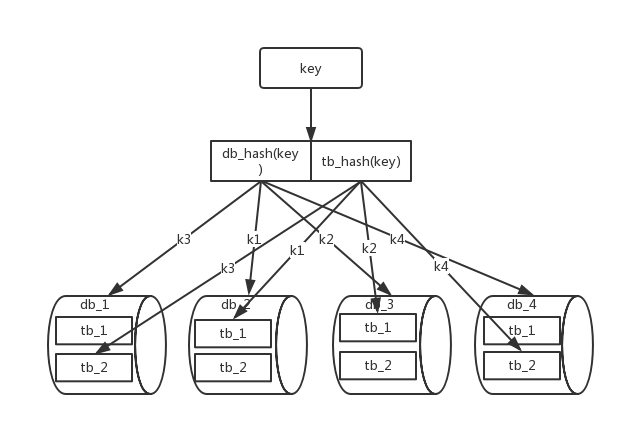 key
db_hash(key
)
tb_hash(key)
k3
k1
k2
k4
k3
k1
k2
k4
db_1
tb_1
tb_2
db_2
tb_1
tb_2
db_3
tb_1
tb_2
db_4
tb_1
tb_2